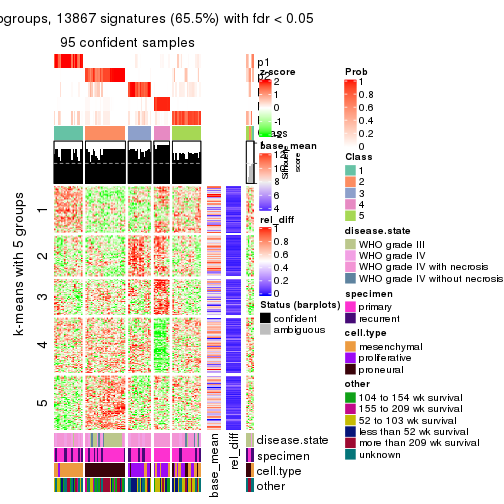 ogroups, 13867 signatures (65.5%) with fdr < 0.05
95 confident samples
p1
z-score
2
1
0
base_mean
12
4
Silhouette
score
rel_diff
1
0.8
0.6
0.4
0.2
0
Status (barplots)
confident
ambiguous
k-means with 5 groups
1
2
3
4
5
base_mean
rel_diff
disease.state
specimen
cell.type
other
Prob
1
0.8
0.6
0.4
0.2
0
Class
1
2
3
4
5
disease.state
WHO grade III
WHO grade IV
WHO grade IV with necrosis
WHO grade IV without necrosis
specimen
primary
recurrent
cell.type
mesenchymal
proliferative
proneural
other
104 to 154 wk survival
155 to 209 wk survival
52 to 103 wk survival
less than 52 wk survival
more than 209 wk survival
unknown